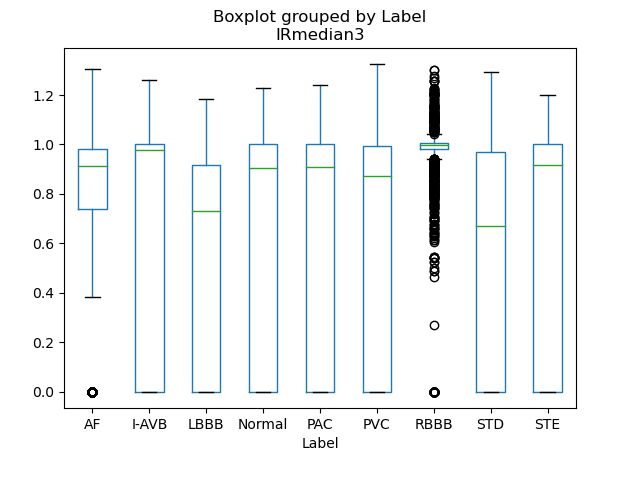 Boxplot grouped by Label
IRmedian3
1.2
1.0
0.8
0.6
0.4
0.2
0.0
AF I-AVB LBBB Normal PAC PVC RBBB STD STE
Label